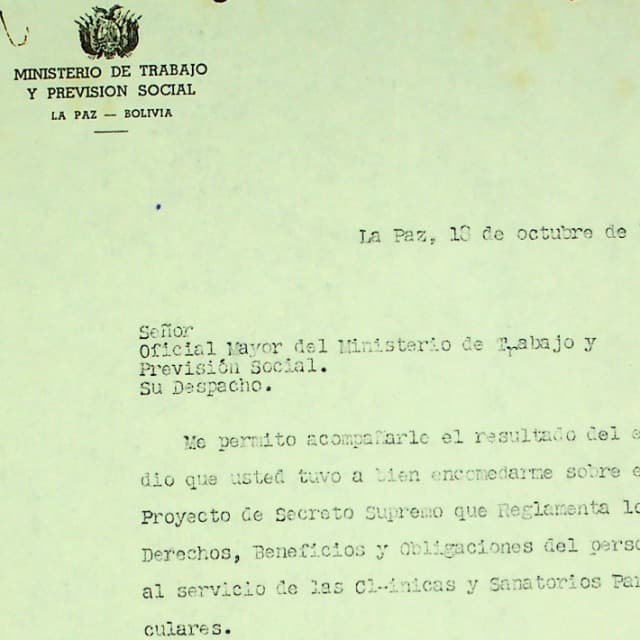 MINISTERIO DE TRABAJO
Y PREVISION SOCIAL
LA PAZ — BOLIVIA
La Paz, 18 de octubre de
Señor
Oficial Mayor del Ministerio de Trabajo y
Previsión Social.
Su Despacho.
Me permito acompañarle el resultado del e
dio que usted tuvo a bien encomedarme sobre e
Proyecto de Secreto Supremo que Reglamenta lo
Derechos, Beneficios y Obligaciones del perso
al servicio de las Cl-inicas y Sanatorios Par
culares.